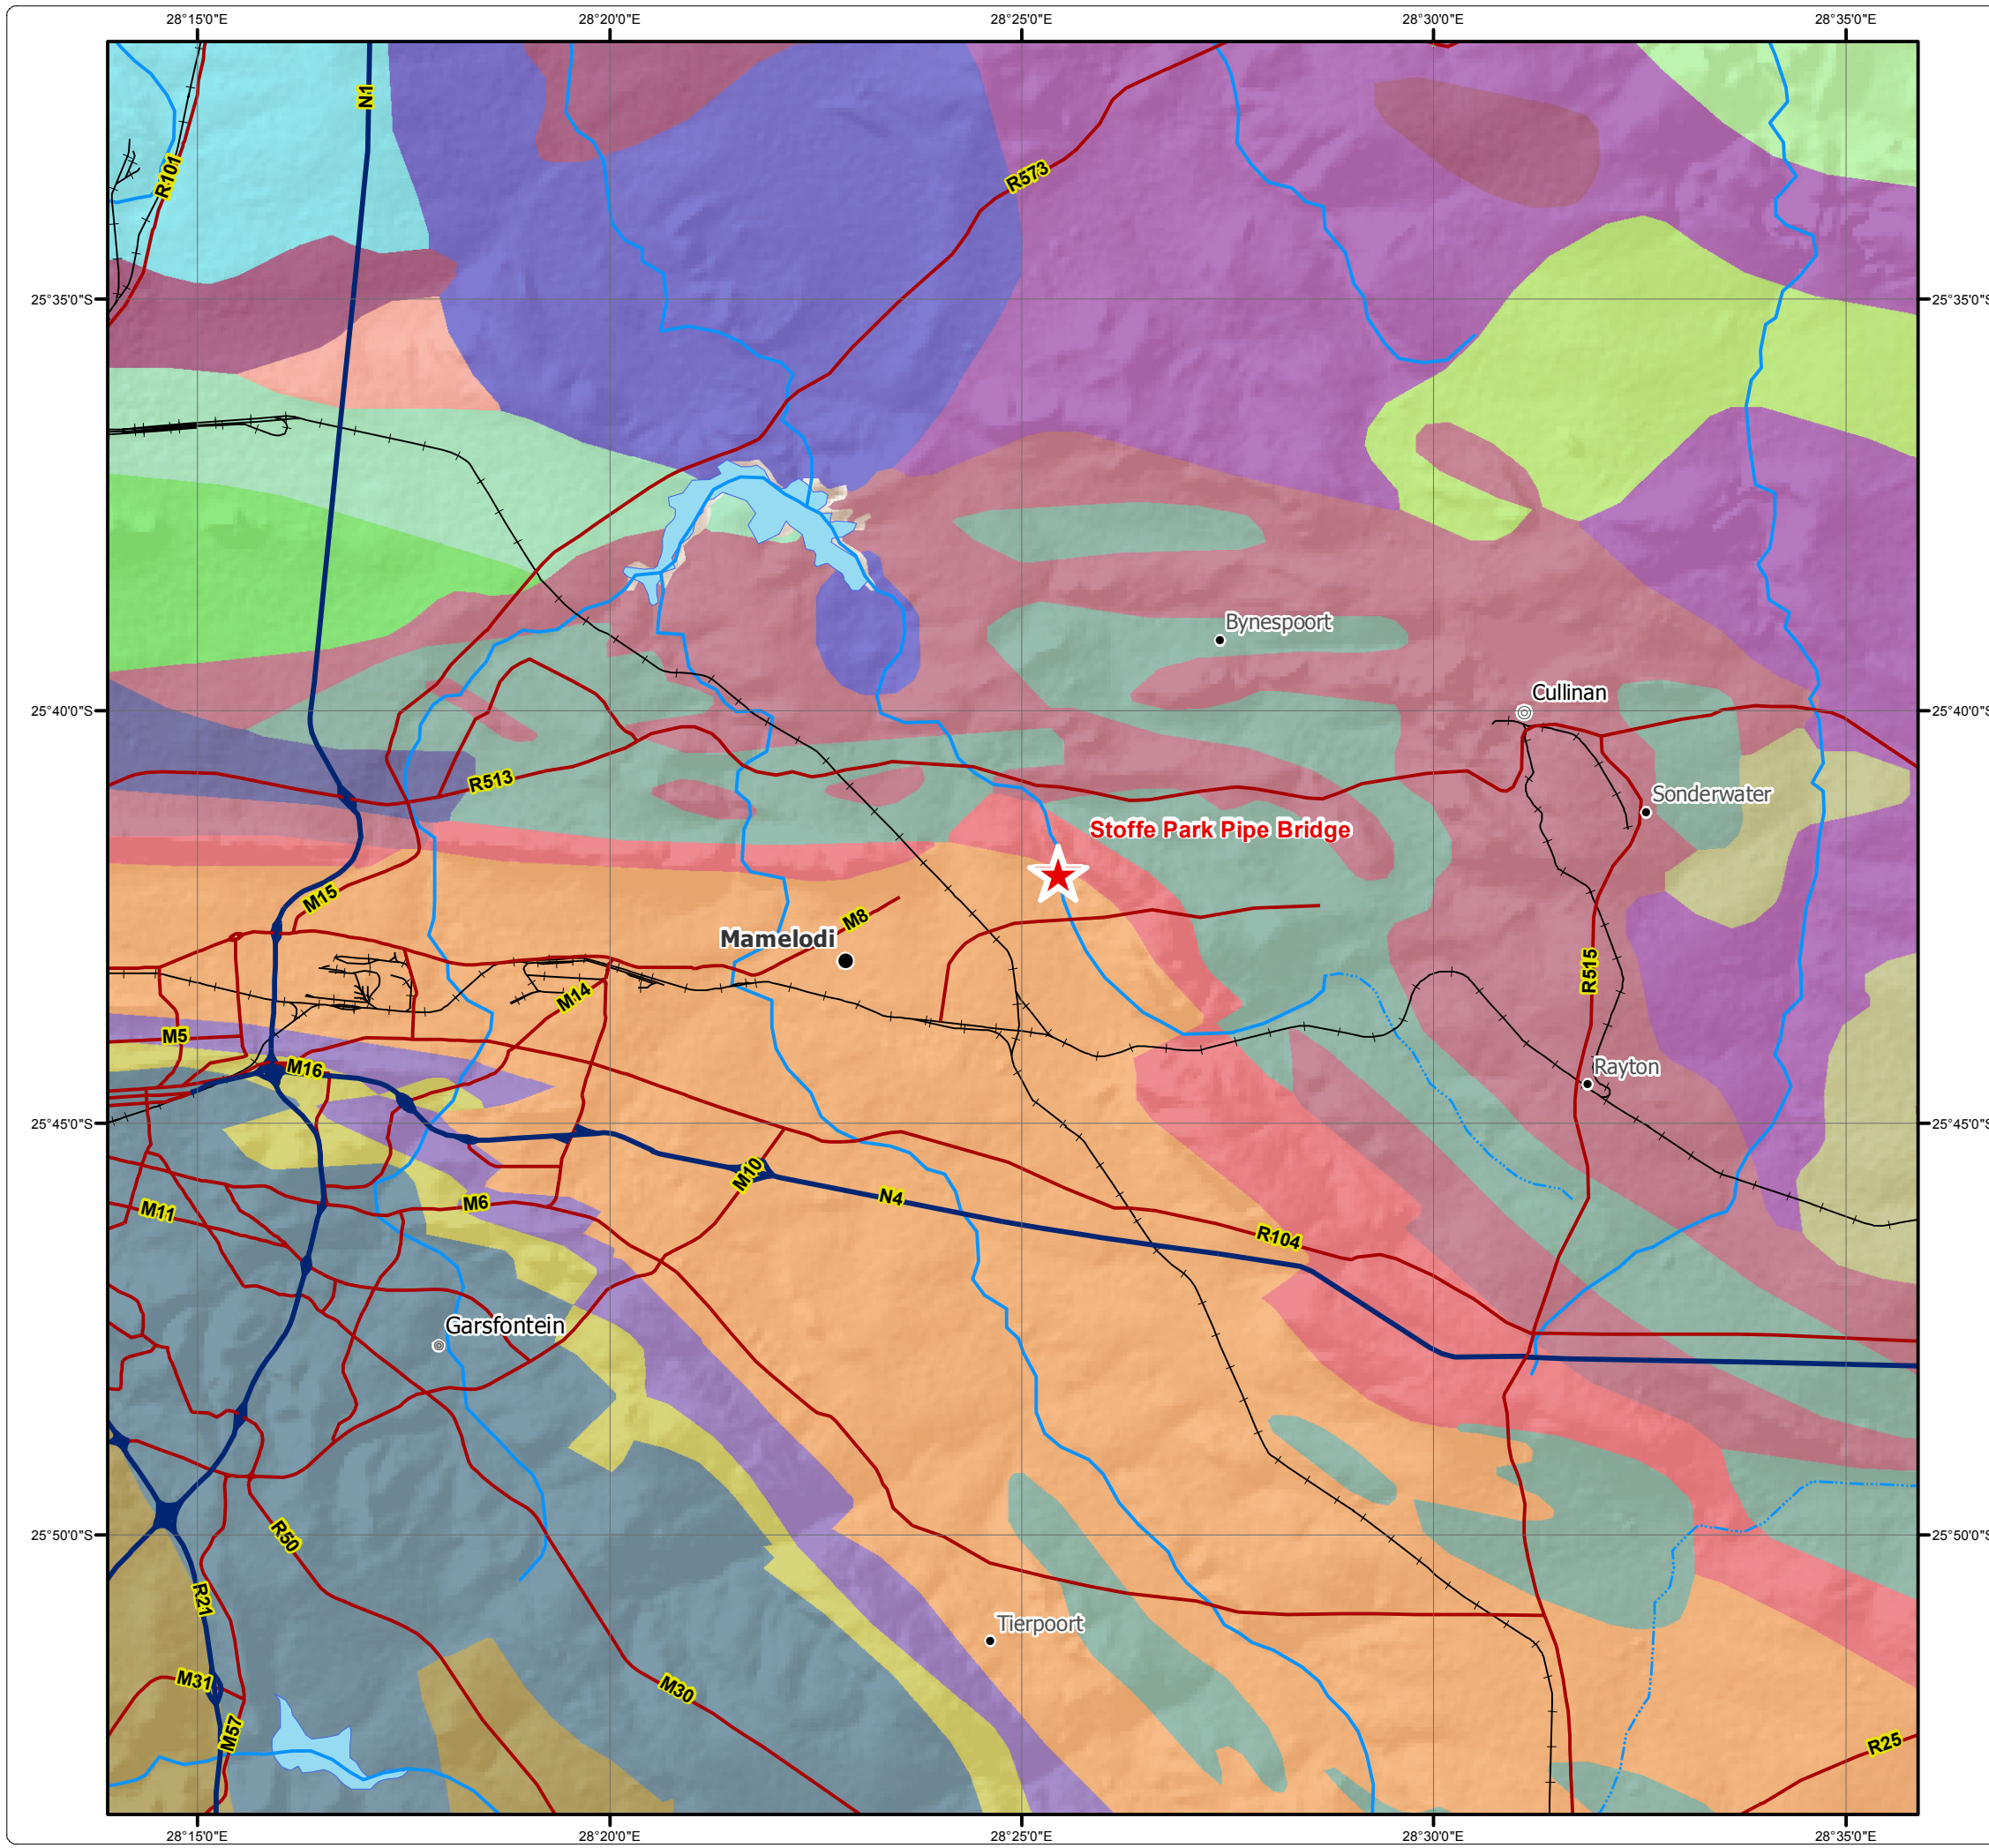 28°15'0"E
28°20'0"E
28°25'0"E
28°30'0"E
28°35'0"E
N1
R101
R573
25°35'0"S
25°35'0"S
Bynespoort
Cullinan
25°40'0"S
25°40'0"S
R513
Sonderwater
Stoffe Park Pipe Bridge
M15
M8
Mamelodi
R515
M14
M5
M16
Rayton
25°45'0"S
25°45'0"S
M10
M6
N4
M11
R104
Garsfontein
25°50'0"S
25°50'0"S
R50
R21
Tierpoort
M31
M30
M57
R25
28°15'0"E
28°20'0"E
28°25'0"E
28°30'0"E
28°35'0"E